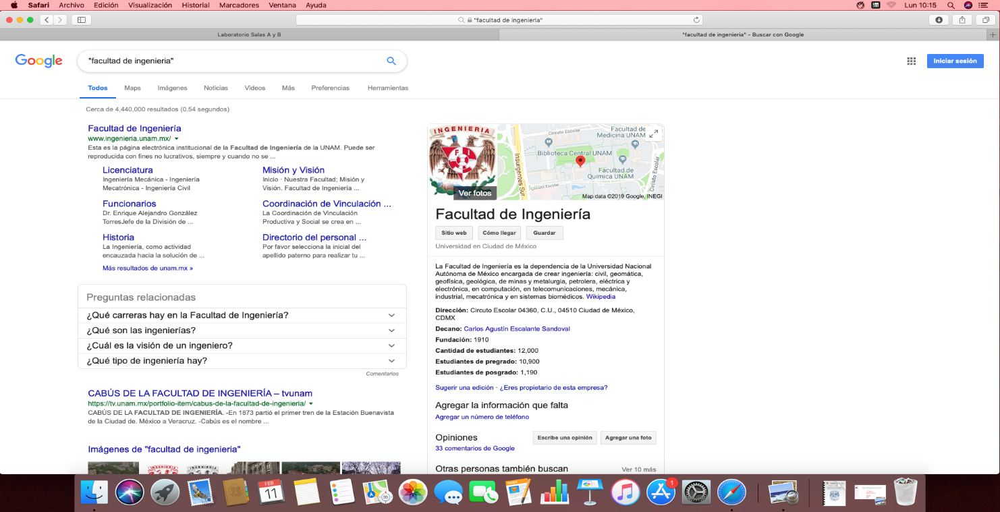 Safari Archivo Edición Visualización Historial Marcadores Ventana Ayuda
Lun 10:15
"facultad de ingenieria"
Laboratorio Salas A y B
"facultad de ingenieria" - Buscar con Google
Google
"facultad de ingenieria"
Iniciar sesión
Todos Maps Imágenes Noticias Videos Más Preferencias Herramientas
Cerca de 4,440,000 resultados (0.54 segundos)
Facultad de Ingeniería
www.ingenieria.unam.mx/
Esta es la página electrónica institucional de la Facultad de Ingeniería de la UNAM. Puede ser
reproducida con fines no lucrativos, siempre y cuando no se ...
Licenciatura
Ingeniería Mecánica - Ingeniería
Mecatrónica - Ingeniería Civil
Misión y Visión
Inicio · Nuestra Facultad; Misión y
Visión. Facultad de Ingeniería ...
Funcionarios
Dr. Enrique Alejandro González
TorresJefe de la División de ...
Coordinación de Vinculación ...
La Coordinación de Vinculación
Productiva y Social se crea en ...
Historia
La Ingeniería, como actividad
encauzada hacia la solución de ...
Directorio del personal ...
Por favor selecciona la inicial del
apellido paterno para realizar tu ...
Más resultados de unam.mx »
Preguntas relacionadas
¿Qué carreras hay en la Facultad de Ingeniería?
¿Qué son las ingenierías?
¿Cuál es la visión de un ingeniero?
¿Qué tipo de ingeniería hay?
Comentarios
CABÚS DE LA FACULTAD DE INGENIERÍA – tvunam
https://tv.unam.mx/portfolio-item/cabus-de-la-facultad-de-ingenieria/
CABÚS DE LA FACULTAD DE INGENIERÍA. -En 1873 partió el primer tren de la Estación Buenavista
de la Ciudad de. México a Veracruz. -Cabús es el nombre ...
Imágenes de "facultad de ingenieria"
INGENIERIA
INGENIERIA
INGENIERIA
FI
Ver fotos
Circuito Escolar
Facultad de
Medicina UNAM
Biblioteca Central UNAM
Insurgentes Sur
Facultad de
Química UNAM
Circuito Escolar
Circuito Escolar
Map data ©2019 Google, INEGI
Facultad de Ingeniería
Sitio web Cómo llegar Guardar
Universidad en Ciudad de México
La Facultad de Ingeniería es la dependencia de la Universidad Nacional
Autónoma de México encargada de crear ingeniería: civil, geomática,
geofísica, geológica, de minas y metalurgia, petrolera, eléctrica y
electrónica, en computación, en telecomunicaciones, mecánica,
industrial, mecatrónica y en sistemas biomédicos. Wikipedia
Dirección: Circuto Escolar 04360, C.U., 04510 Ciudad de México,
CDMX
Decano: Carlos Agustín Escalante Sandoval
Fundación: 1910
Cantidad de estudiantes: 12,000
Estudiantes de pregrado: 10,900
Estudiantes de posgrado: 1,190
Sugerir una edición · ¿Eres propietario de esta empresa?
Agregar la información que falta
Agregar un número de teléfono
Opiniones
Escribe una opinión Agregar una foto
33 comentarios de Google
Otras personas también buscan
Ver 10 más
FEB
11
1